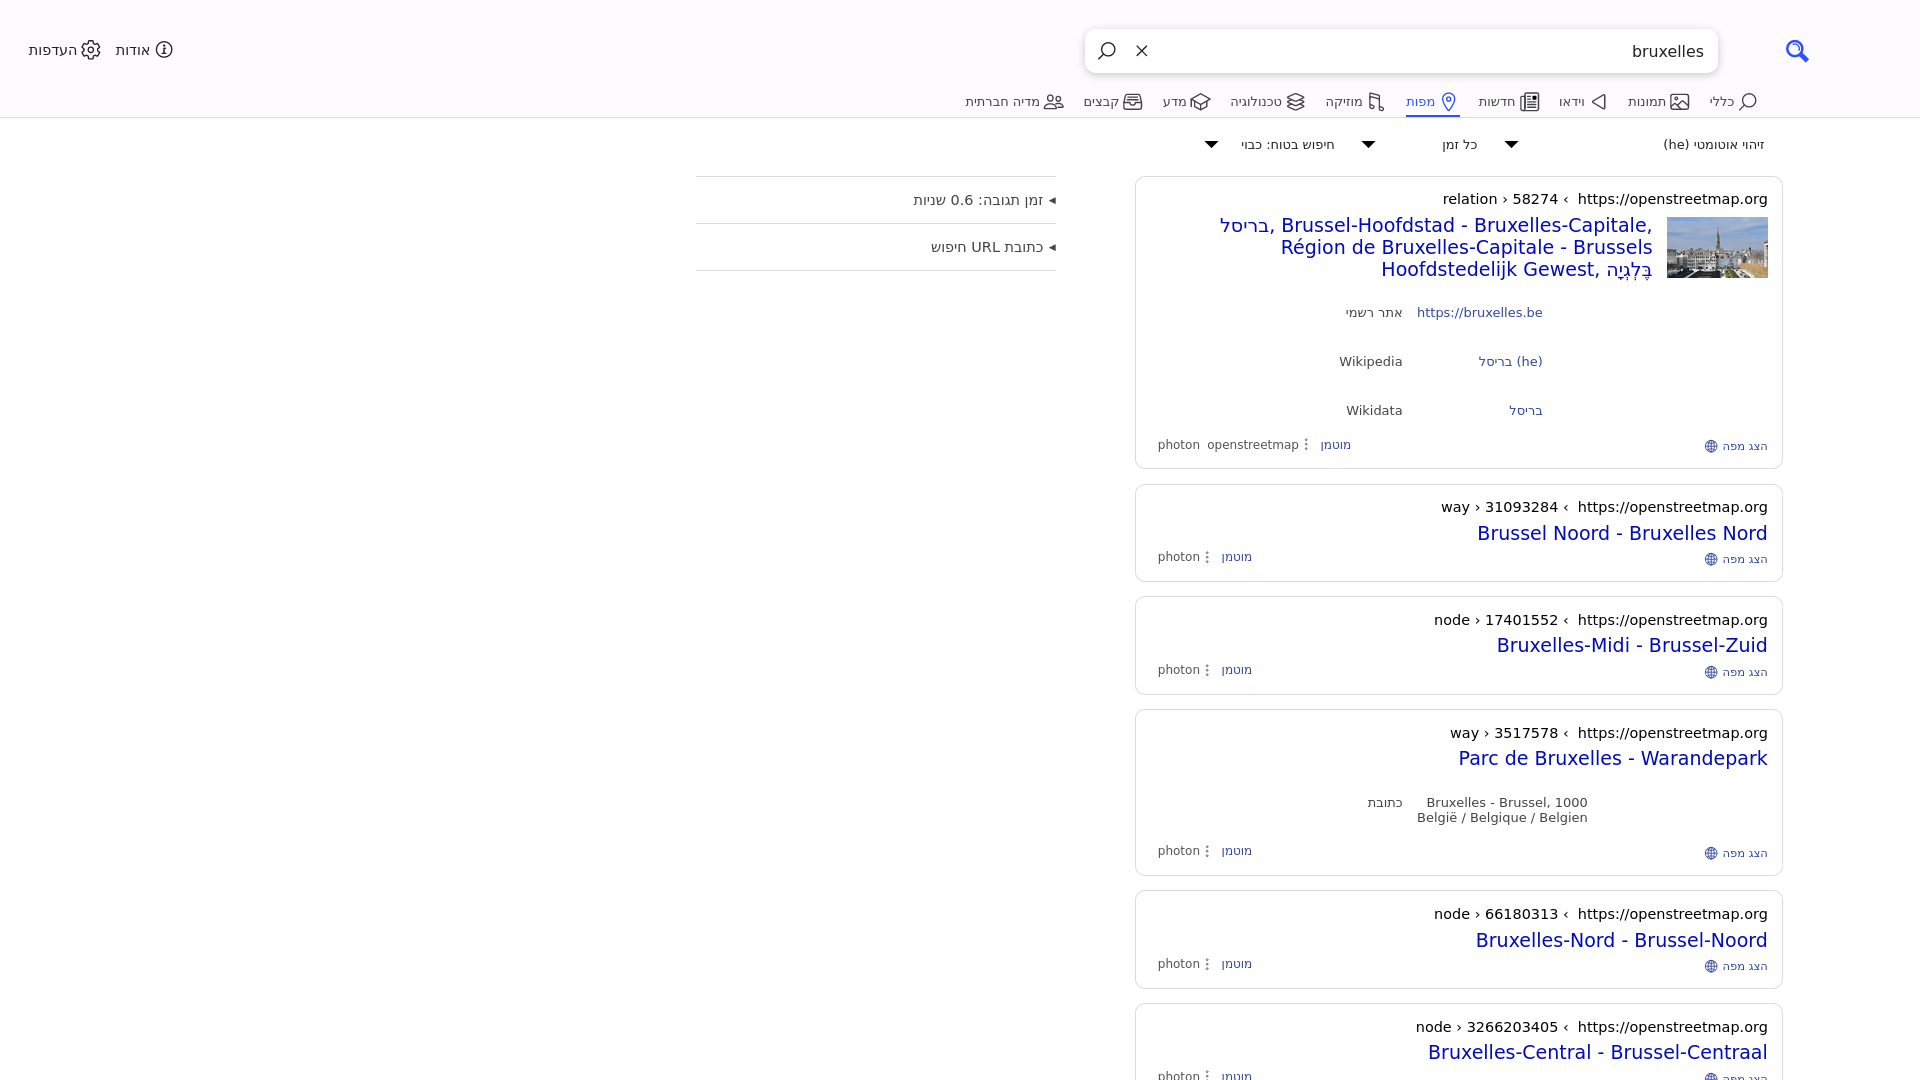 bruxelles
אודות
העדפות
כללי
תמונות
וידאו
חדשות
מפות
מוזיקה
טכנולוגיה
מדע
קבצים
מדיה חברתית
זיהוי אוטומטי (he)
כל זמן
חיפוש בטוח: כבוי
https://openstreetmap.org › relation › 58274
בריסל, Brussel-Hoofdstad - Bruxelles-Capitale,
Région de Bruxelles-Capitale - Brussels
Hoofdstedelijk Gewest, בֶּלְגְיָה
אתר רשמי https://bruxelles.be
Wikipedia בריסל (he)
Wikidata בריסל
הצג מפה
מוטמן
openstreetmap photon
https://openstreetmap.org › way › 31093284
Brussel Noord - Bruxelles Nord
הצג מפה
מוטמן
photon
https://openstreetmap.org › node › 17401552
Bruxelles-Midi - Brussel-Zuid
הצג מפה
מוטמן
photon
https://openstreetmap.org › way › 3517578
Parc de Bruxelles - Warandepark
כתובת Bruxelles - Brussel, 1000
België / Belgique / Belgien
הצג מפה
מוטמן
photon
https://openstreetmap.org › node › 66180313
Bruxelles-Nord - Brussel-Noord
הצג מפה
מוטמן
photon
https://openstreetmap.org › node › 3266203405
Bruxelles-Central - Brussel-Centraal
הצג מפה
מוטמן
photon
זמן תגובה: 0.6 שניות
כתובת URL חיפוש